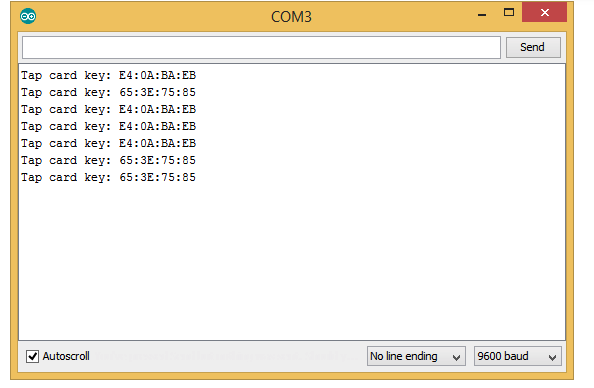 COM3
Send
Tap card key: E4:0A:BA:EB
Tap card key: 65:3E:75:85
Tap card key: E4:0A:BA:EB
Tap card key: E4:0A:BA:EB
Tap card key: E4:0A:BA:EB
Tap card key: 65:3E:75:85
Tap card key: 65:3E:75:85
Autoscroll No line ending 9600 baud